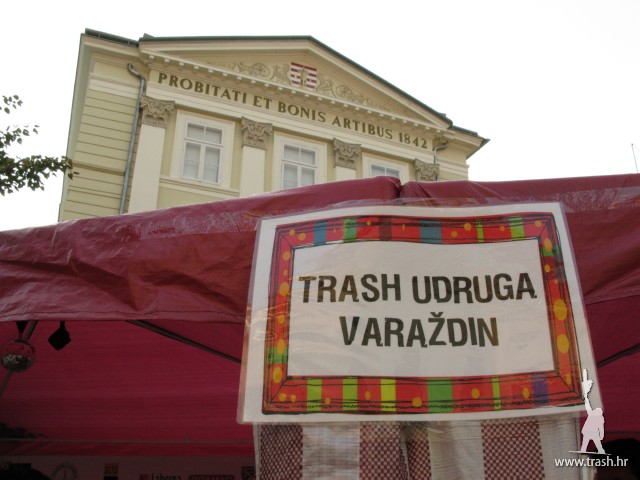 PROBITATI ET BONIS ARTIBUS 1842
TRASH UDRUGA
VARAŽDIN
www.trash.hr